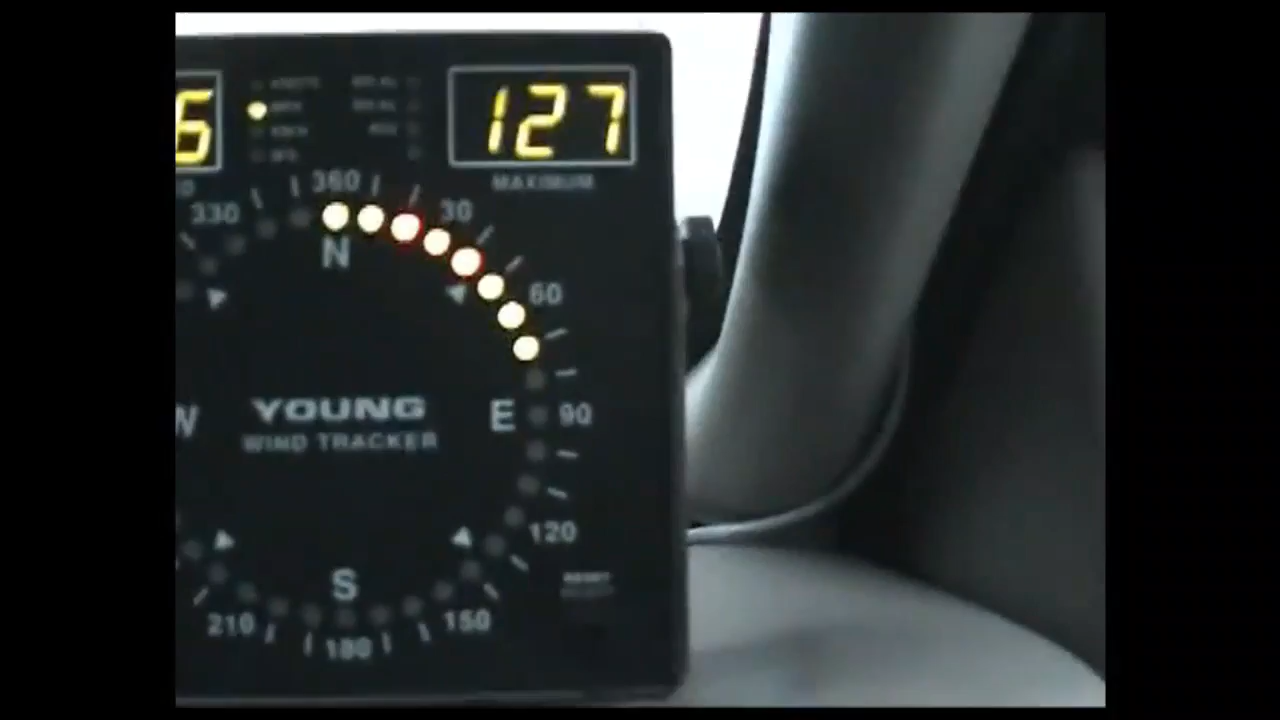 6
127
MAXIMUM
360
330
30
N
60
YOUNG
E
90
W
WIND TRACKER
120
S
RESET
210
150
180